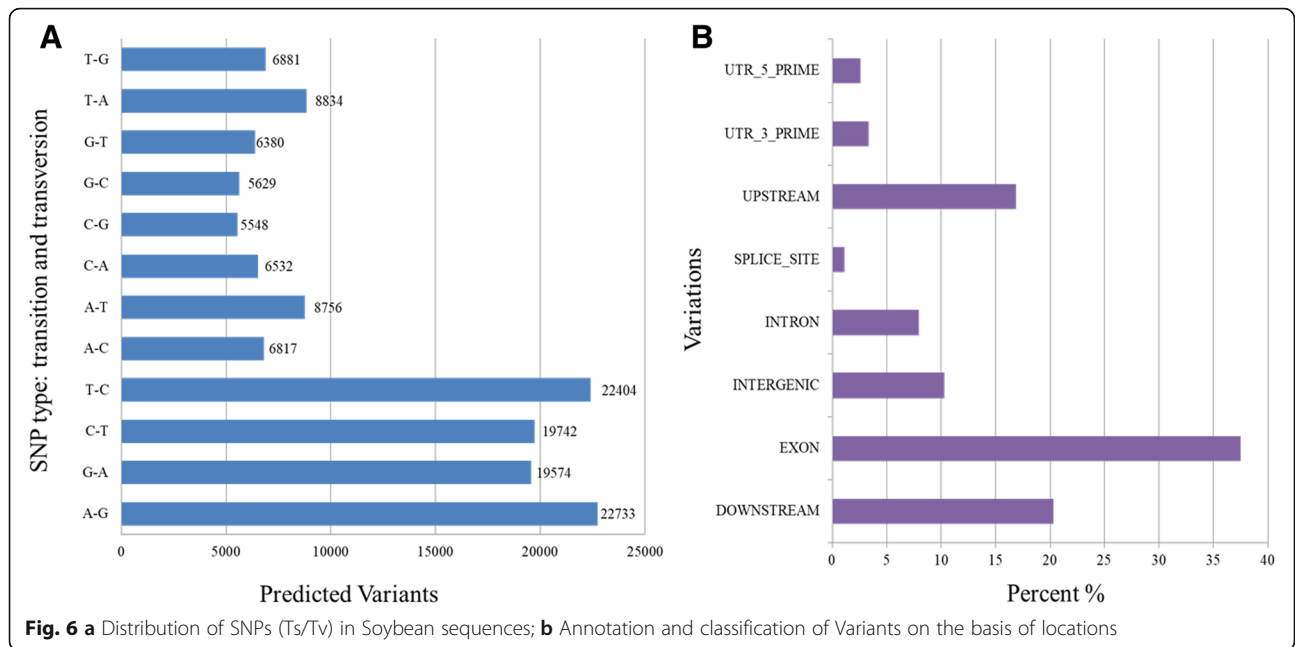 A
SNP type: transition and transversion
T-G 6881
T-A 8834
G-T 6380
G-C 5629
C-G 5548
C-A 6532
A-T 8756
A-C 6817
T-C 22404
C-T 19742
G-A 19574
A-G 22733
0 5000 10000 15000 20000 25000
Predicted Variants
B
Variations
UTR_5_PRIME
UTR_3_PRIME
UPSTREAM
SPLICE_SITE
INTRON
INTERGENIC
EXON
DOWNSTREAM
0 5 10 15 20 25 30 35 40
Percent %
Fig. 6 a Distribution of SNPs (Ts/Tv) in Soybean sequences; b Annotation and classification of Variants on the basis of locations